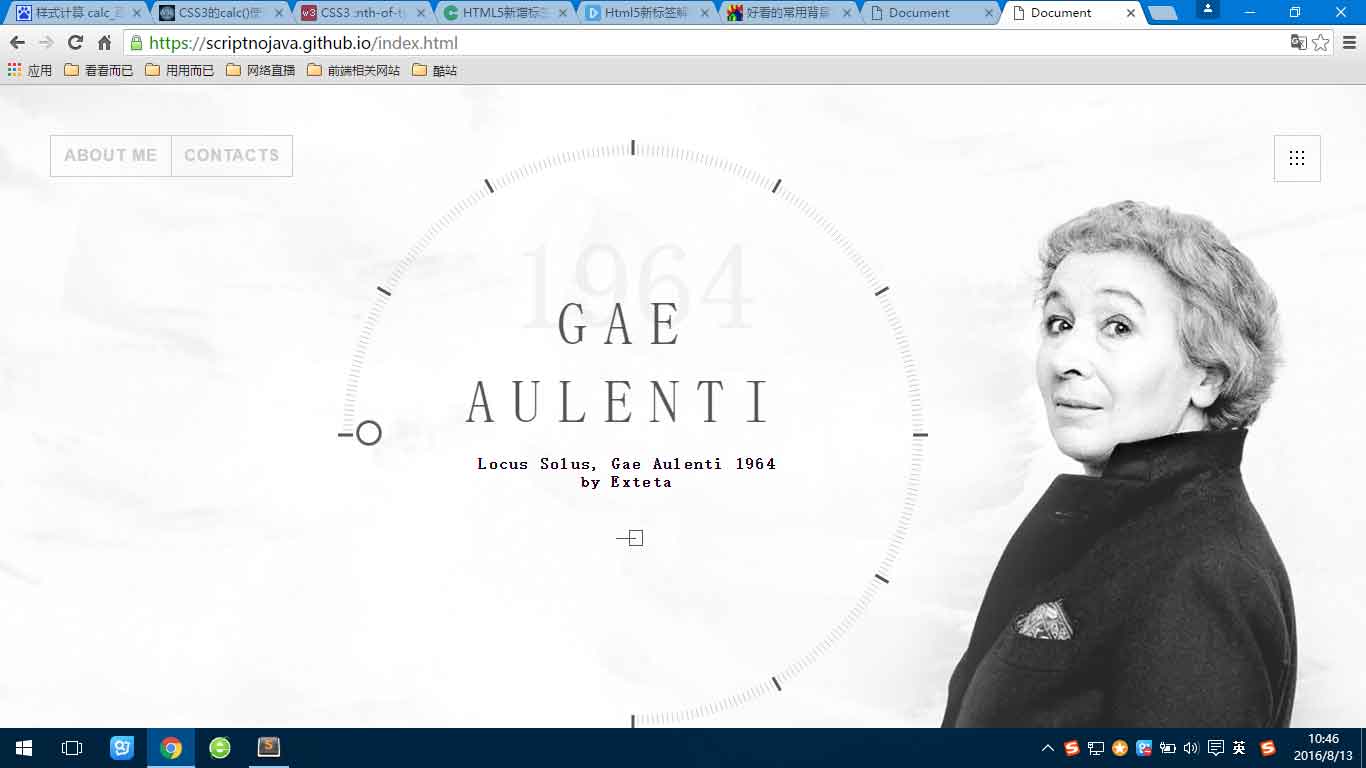 样式计算 calc_
CSS3的calc()
CSS3 :nth-of-t
HTML5新增标
Html5新标签解
好看的常用背
Document
Document
https://scriptnojava.github.io/index.html
应用 看看而已 用用而已 网络直播 前端相关网站 酷站
ABOUT ME CONTACTS
1964
GAE
AULENTI
Locus Solus, Gae Aulenti 1964
by Exteta
英
10:46
2016/8/13